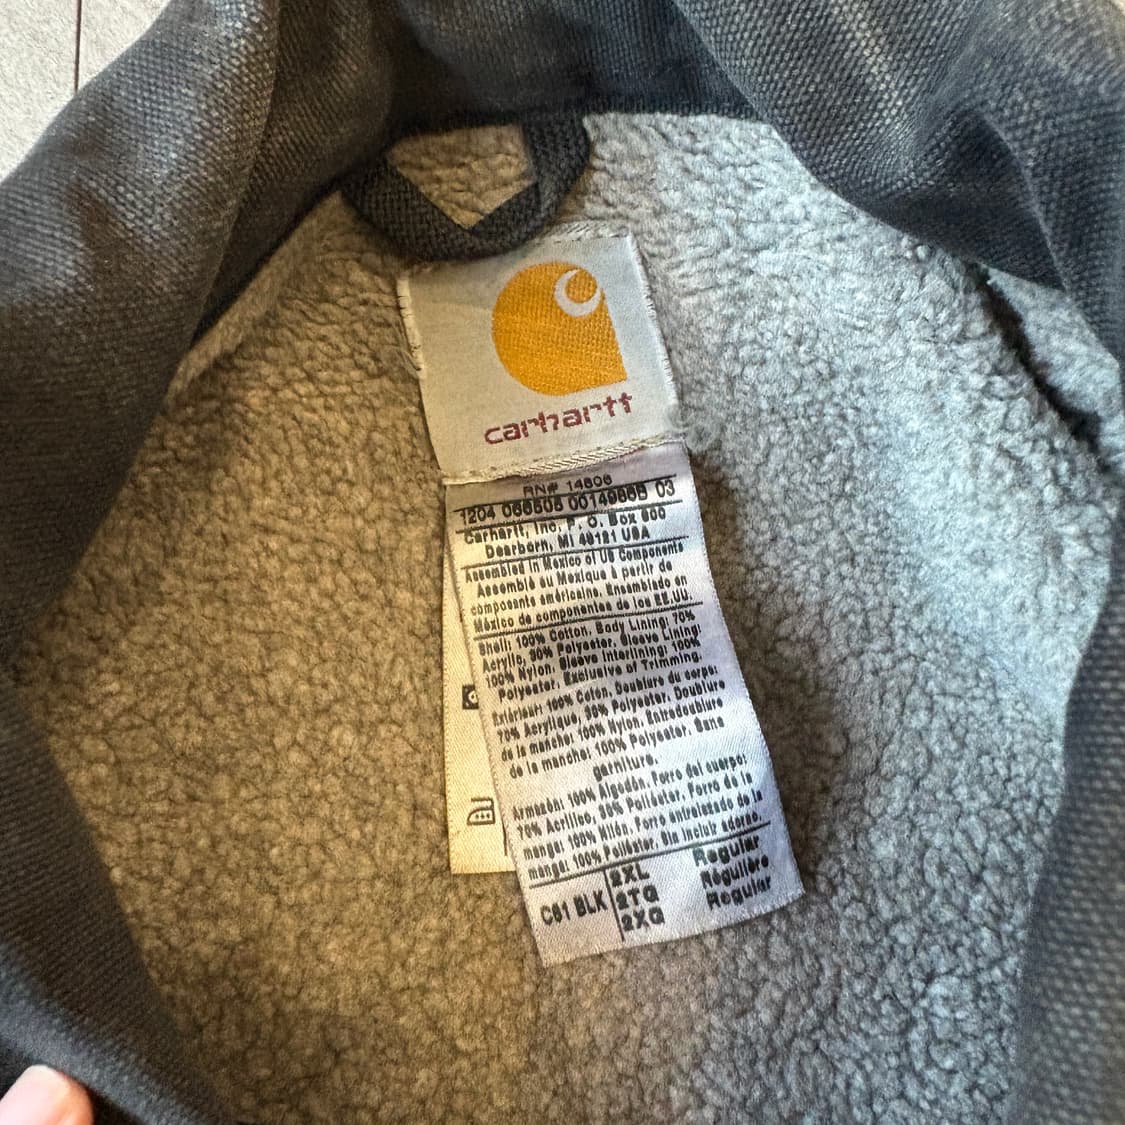 carhartt
RN# 14806
1204 066606 00149868 03
Carhartt, Inc. P. O. Box 600
Dearborn, MI 48121 USA
Assembled in Mexico of US Components
Assemblé au Mexique à partir de
composants américains. Ensamblado en
México de componentes de los EE.UU.
Shell: 100% Cotton. Body Lining: 70%
Acrylic, 30% Polyester. Sleeve Lining:
100% Nylon. Sleeve Interlining: 100%
Polyester. Exclusive of Trimming.
Extérieur: 100% Coton. Doublure du corps:
70% Acrylique, 30% Polyester. Doublure
de la manche: 100% Nylon. Entredoublure
de la manche: 100% Polyester. Sans
garniture.
Armazón: 100% Algodón. Forro del cuerpo:
70% Acrílico, 30% Poliéster. Forro de la
manga: 100% Nilón. Forro entrelazado de la
manga: 100% Poliéster. Sin incluir adorno.
C61 BLK 2XL Regular
2TG Régulière
2XG Regular